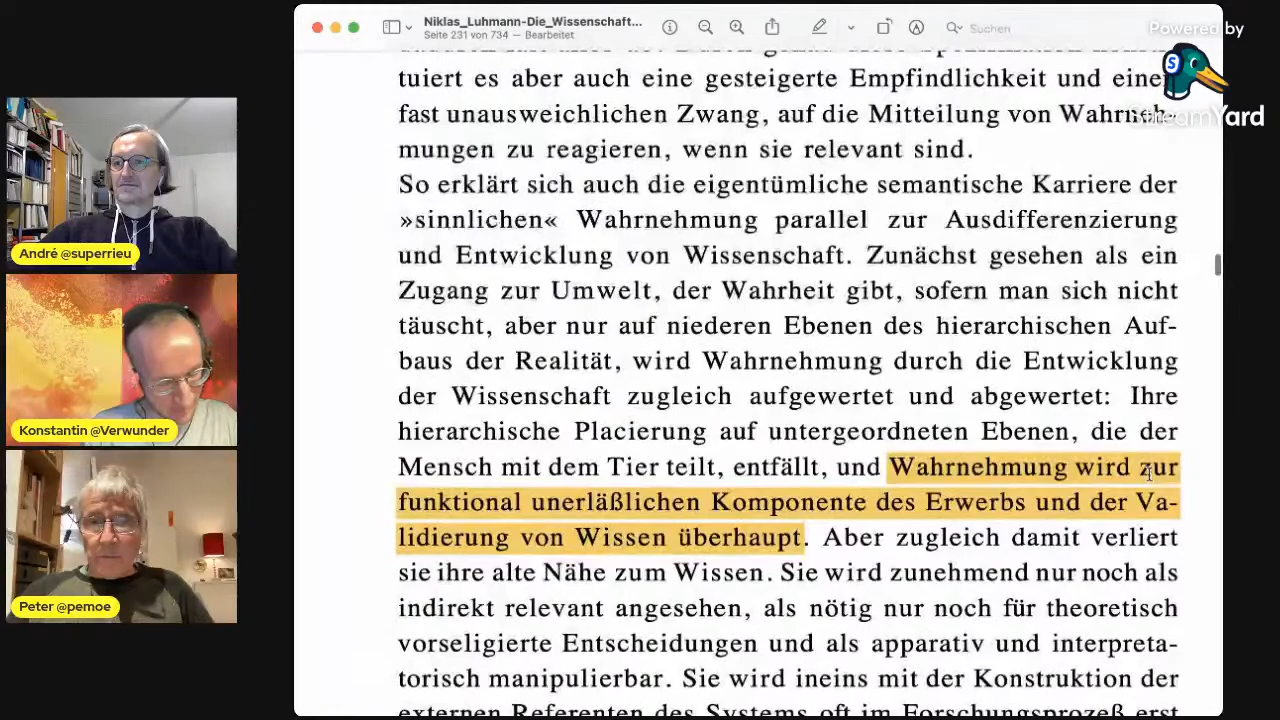 Niklas_Luhmann-Die_Wissenschaft...
Seite 231 von 734 – Bearbeitet
Suchen
Powered by
StreamYard
tuiert es aber auch eine gesteigerte Empfindlichkeit und einen
fast unausweichlichen Zwang, auf die Mitteilung von Wahrneh-
mungen zu reagieren, wenn sie relevant sind.
So erklärt sich auch die eigentümliche semantische Karriere der
»sinnlichen« Wahrnehmung parallel zur Ausdifferenzierung
und Entwicklung von Wissenschaft. Zunächst gesehen als ein
Zugang zur Umwelt, der Wahrheit gibt, sofern man sich nicht
täuscht, aber nur auf niederen Ebenen des hierarchischen Auf-
baus der Realität, wird Wahrnehmung durch die Entwicklung
der Wissenschaft zugleich aufgewertet und abgewertet: Ihre
hierarchische Placierung auf untergeordneten Ebenen, die der
Mensch mit dem Tier teilt, entfällt, und Wahrnehmung wird zur
funktional unerläßlichen Komponente des Erwerbs und der Va-
lidierung von Wissen überhaupt. Aber zugleich damit verliert
sie ihre alte Nähe zum Wissen. Sie wird zunehmend nur noch als
indirekt relevant angesehen, als nötig nur noch für theoretisch
vorseligierte Entscheidungen und als apparativ und interpreta-
torisch manipulierbar. Sie wird ineins mit der Konstruktion der
externen Referenten des Systems oft im Forschungsprozeß erst
André @superrieu
Konstantin @Verwunder
Peter @pemoe